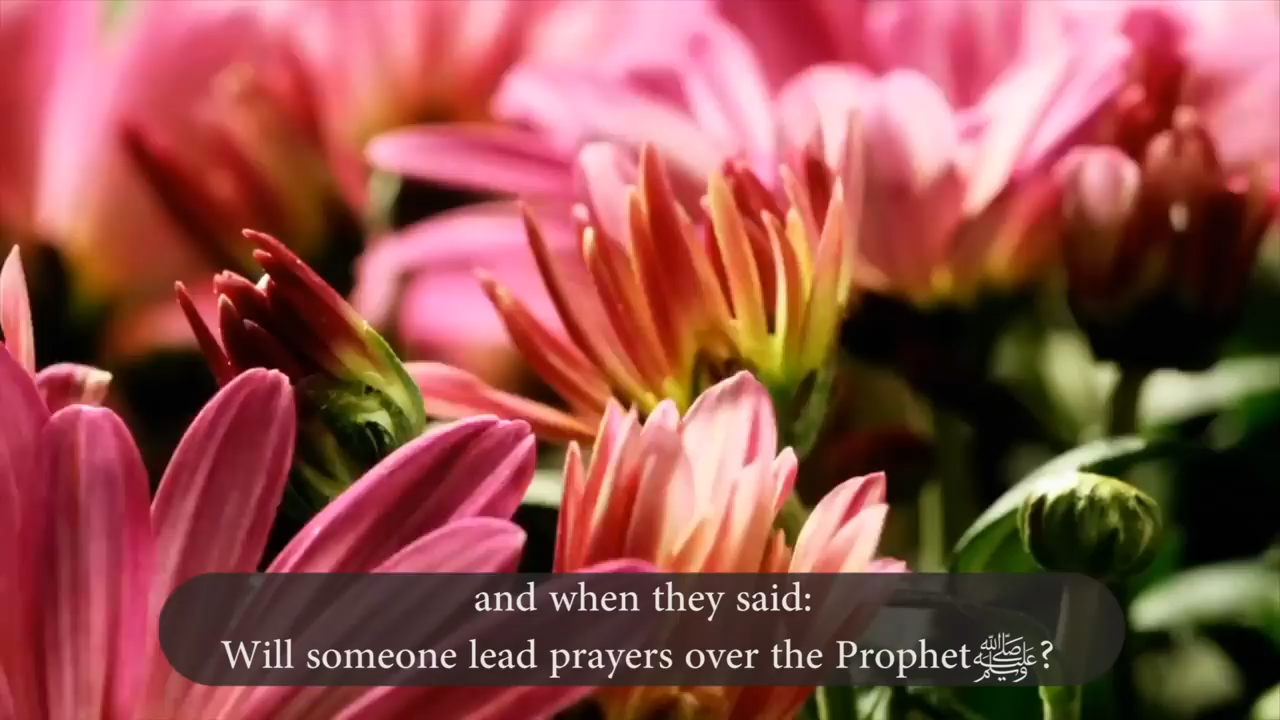 and when they said:
Will someone lead prayers over the Prophetﷺ?